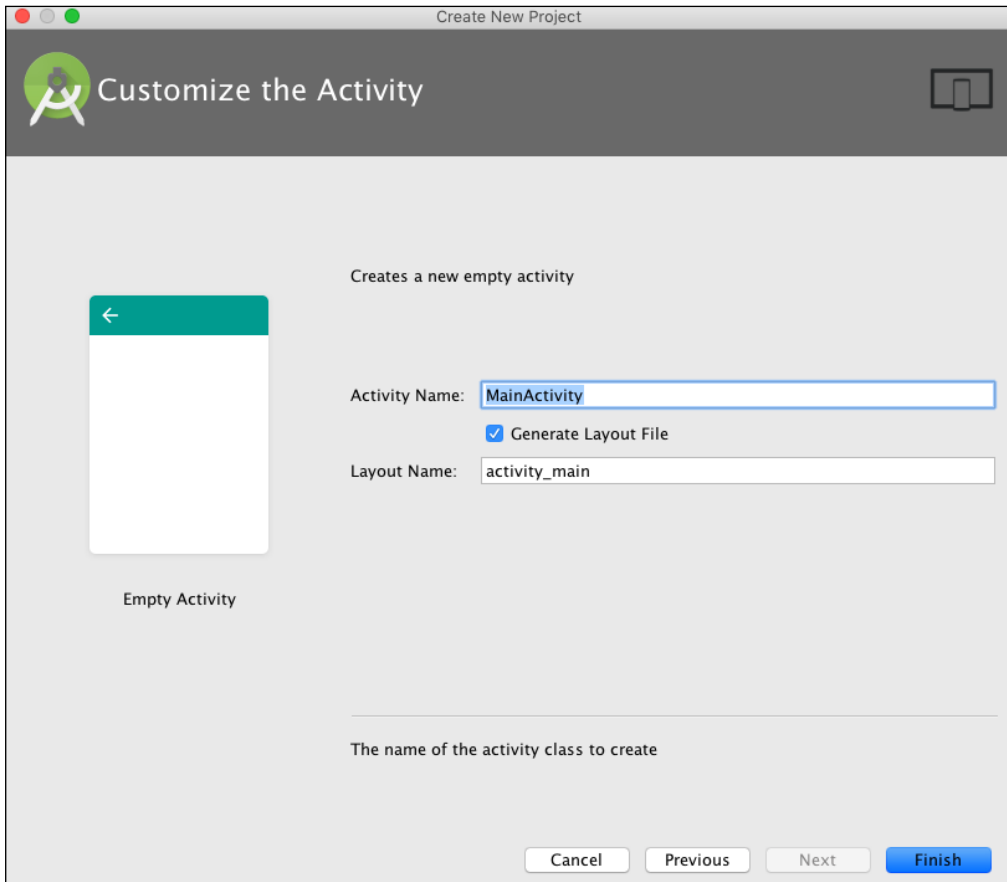 Create New Project
Customize the Activity
Creates a new empty activity
Activity Name: MainActivity
Generate Layout File
Layout Name: activity_main
Empty Activity
The name of the activity class to create
Cancel Previous Next Finish